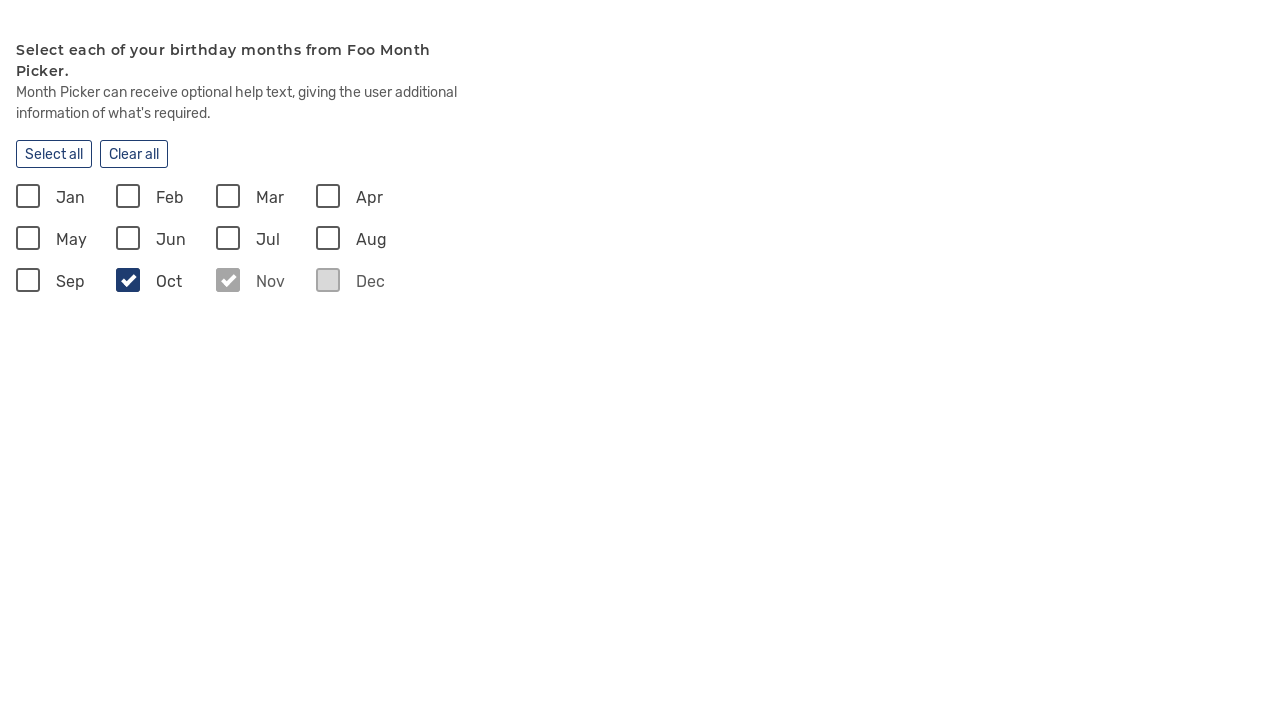 Select each of your birthday months from Foo Month
Picker.
Month Picker can receive optional help text, giving the user additional
information of what's required.
Select all Clear all
Jan Feb Mar Apr
May Jun Jul Aug
Sep Oct Nov Dec